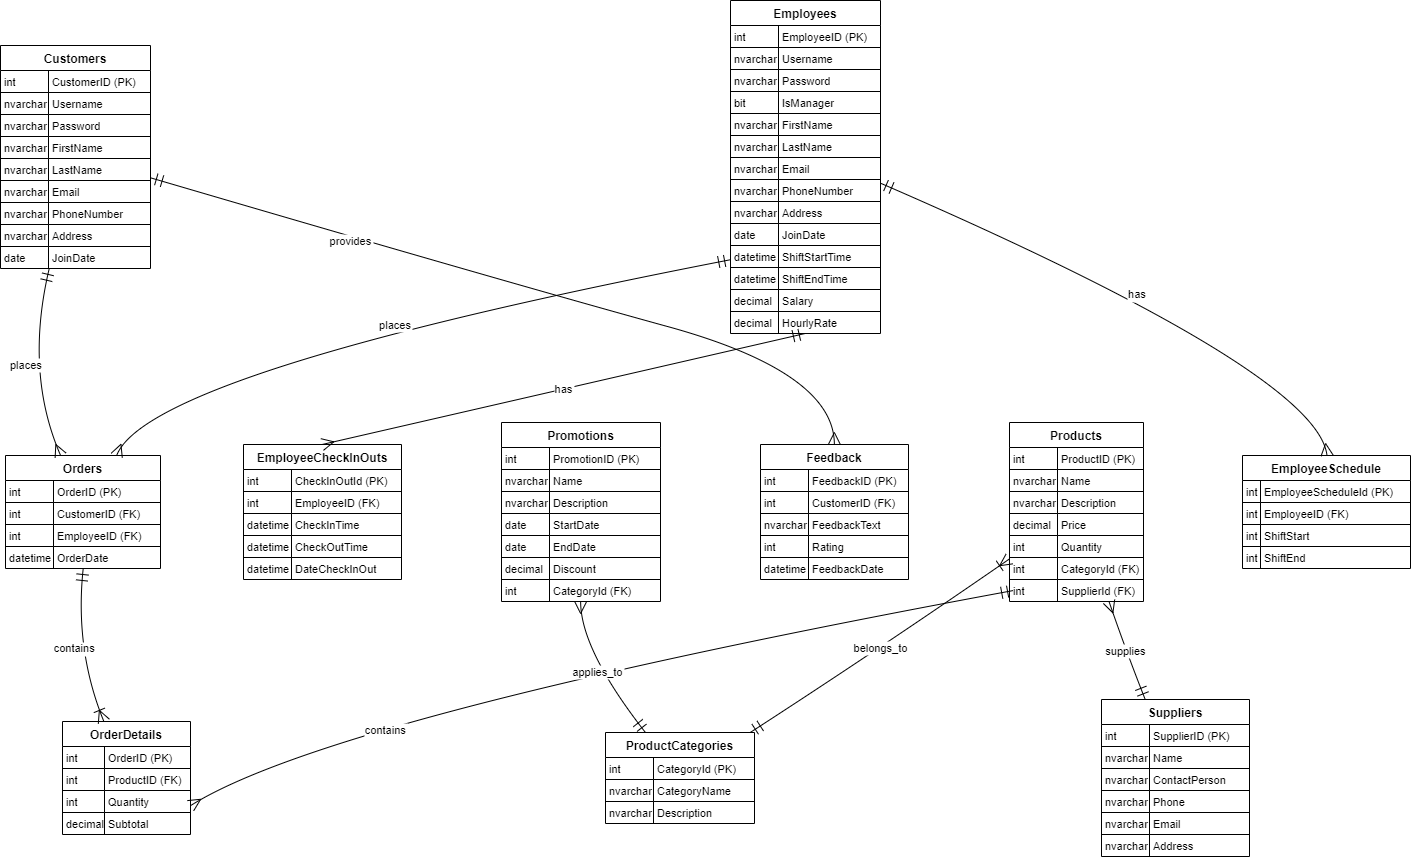 Employees
int EmployeeID (PK)
nvarchar Username
nvarchar Password
bit IsManager
nvarchar FirstName
nvarchar LastName
nvarchar Email
nvarchar PhoneNumber
nvarchar Address
date JoinDate
datetime ShiftStartTime
datetime ShiftEndTime
decimal Salary
decimal HourlyRate
Customers
int CustomerID (PK)
nvarchar Username
nvarchar Password
nvarchar FirstName
nvarchar LastName
nvarchar Email
nvarchar PhoneNumber
nvarchar Address
date JoinDate
provides
has
places
places
has
Orders
int OrderID (PK)
int CustomerID (FK)
int EmployeeID (FK)
datetime OrderDate
EmployeeCheckInOuts
int CheckInOutId (PK)
int EmployeeID (FK)
datetime CheckInTime
datetime CheckOutTime
datetime DateCheckInOut
Promotions
int PromotionID (PK)
nvarchar Name
nvarchar Description
date StartDate
date EndDate
decimal Discount
int CategoryId (FK)
Feedback
int FeedbackID (PK)
int CustomerID (FK)
nvarchar FeedbackText
int Rating
datetime FeedbackDate
Products
int ProductID (PK)
nvarchar Name
nvarchar Description
decimal Price
int Quantity
int CategoryId (FK)
int SupplierId (FK)
EmployeeSchedule
int EmployeeScheduleId (PK)
int EmployeeID (FK)
int ShiftStart
int ShiftEnd
contains
applies_to
belongs_to
supplies
contains
OrderDetails
int OrderID (PK)
int ProductID (FK)
int Quantity
decimal Subtotal
ProductCategories
int CategoryId (PK)
nvarchar CategoryName
nvarchar Description
Suppliers
int SupplierID (PK)
nvarchar Name
nvarchar ContactPerson
nvarchar Phone
nvarchar Email
nvarchar Address